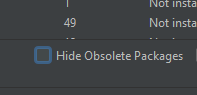 1 Not insta
49 Not insta
Hide Obsolete Packages